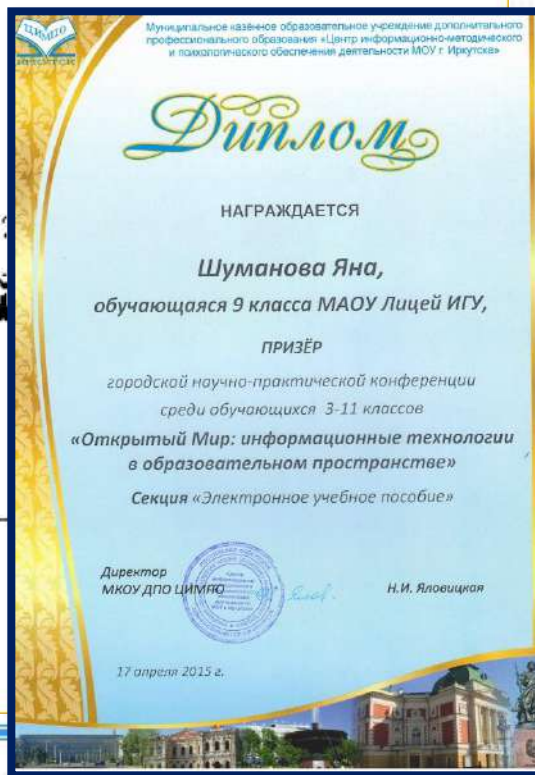 ЦИМПО
ИРКУТСК
Муниципальное казённое образовательное учреждение дополнительного
профессионального образования «Центр информационно-методического
и психологического обеспечения деятельности МОУ г. Иркутска»
Диплом
НАГРАЖДАЕТСЯ
Шуманова Яна,
обучающаяся 9 класса МАОУ Лицей ИГУ,
ПРИЗЁР
городской научно-практической конференции
среди обучающихся 3-11 классов
«Открытый Мир: информационные технологии
в образовательном пространстве»
Секция «Электронное учебное пособие»
Директор
МКОУ ДПО ЦИМПО
Н.И. Яловицкая
17 апреля 2015 г.